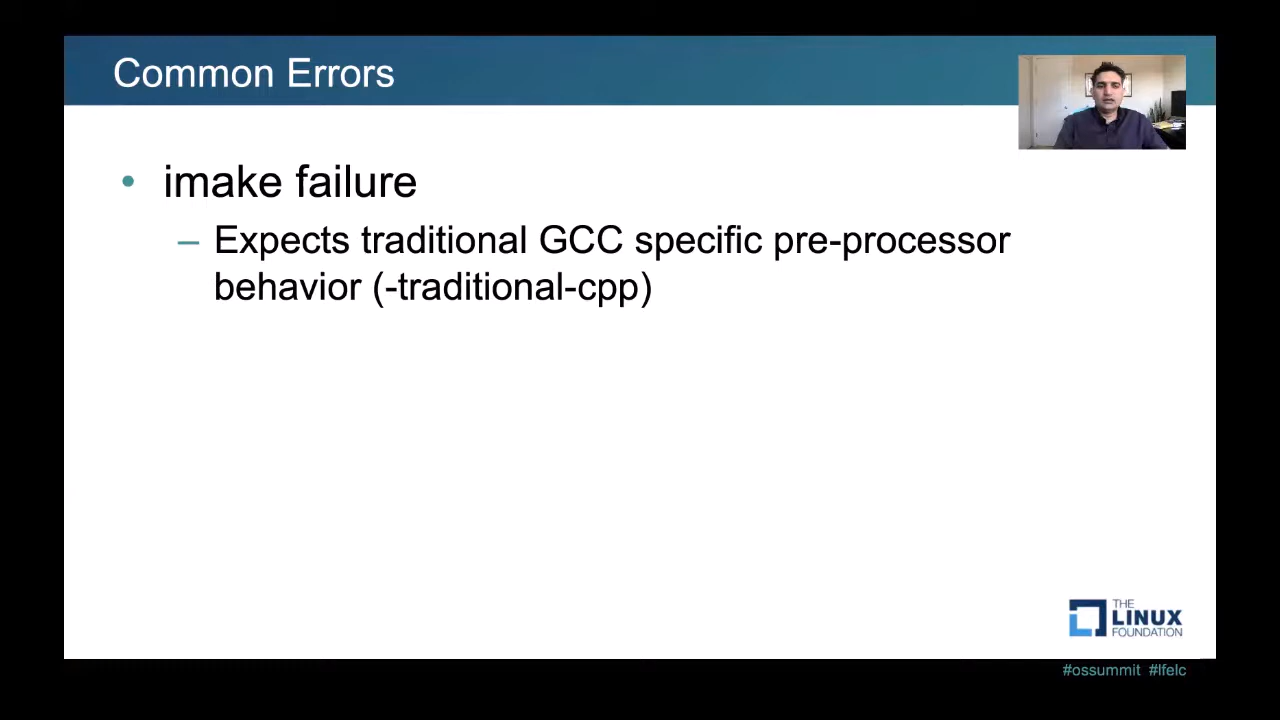 Common Errors
• imake failure
– Expects traditional GCC specific pre-processor
behavior (-traditional-cpp)
THE
LINUX
FOUNDATION
#ossummit #lfelc